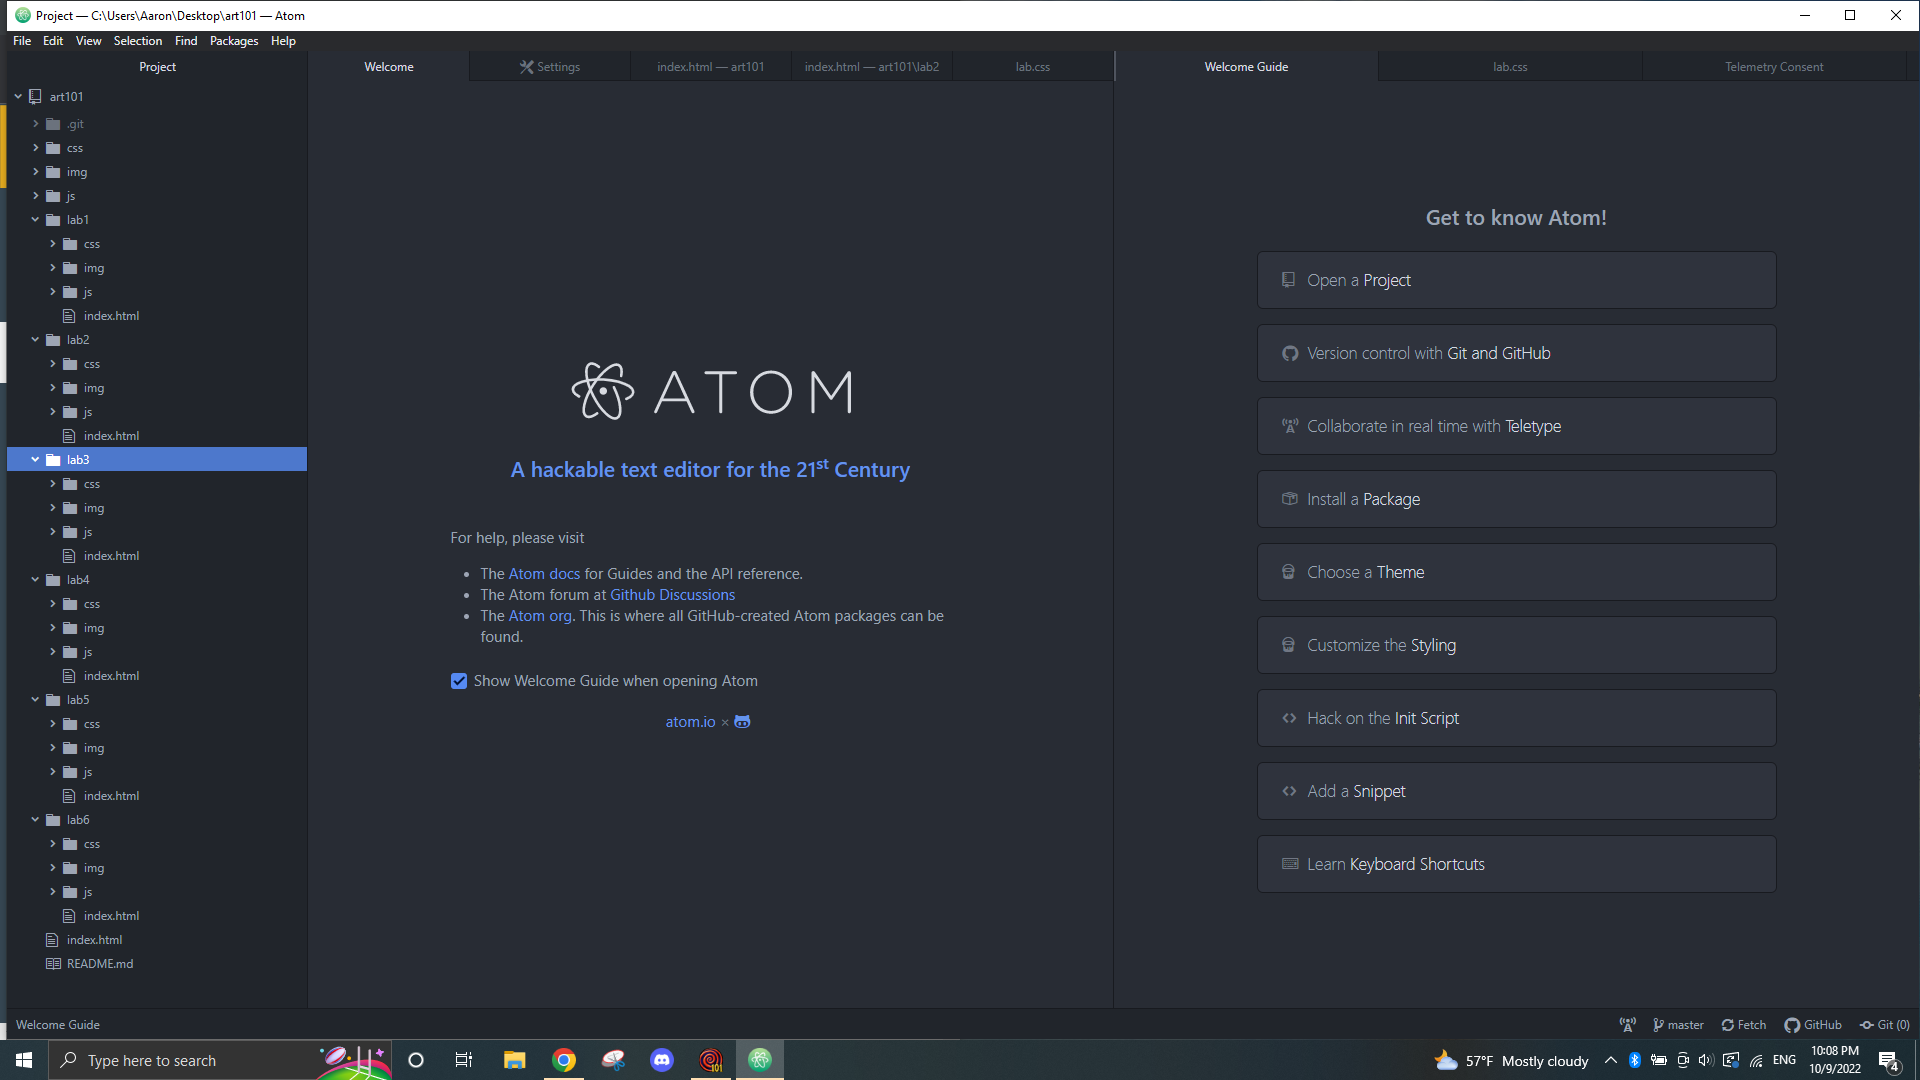 Project — C:\Users\Aaron\Desktop\art101 — Atom
File Edit View Selection Find Packages Help
Project
art101
.git
css
img
js
lab1
css
img
js
index.html
lab2
css
img
js
index.html
lab3
css
img
js
index.html
lab4
css
img
js
index.html
lab5
css
img
js
index.html
lab6
css
img
js
index.html
index.html
README.md
Welcome Settings index.html — art101 index.html — art101\lab2 lab.css
ATOM
A hackable text editor for the 21st Century
For help, please visit
• The Atom docs for Guides and the API reference.
• The Atom forum at Github Discussions
• The Atom org. This is where all GitHub-created Atom packages can be
found.
Show Welcome Guide when opening Atom
atom.io ×
Welcome Guide lab.css Telemetry Consent
Get to know Atom!
Open a Project
Version control with Git and GitHub
Collaborate in real time with Teletype
Install a Package
Choose a Theme
Customize the Styling
Hack on the Init Script
Add a Snippet
Learn Keyboard Shortcuts
Welcome Guide
master Fetch GitHub Git (0)
Type here to search
101
57°F Mostly cloudy
ENG
10:08 PM
10/9/2022
4